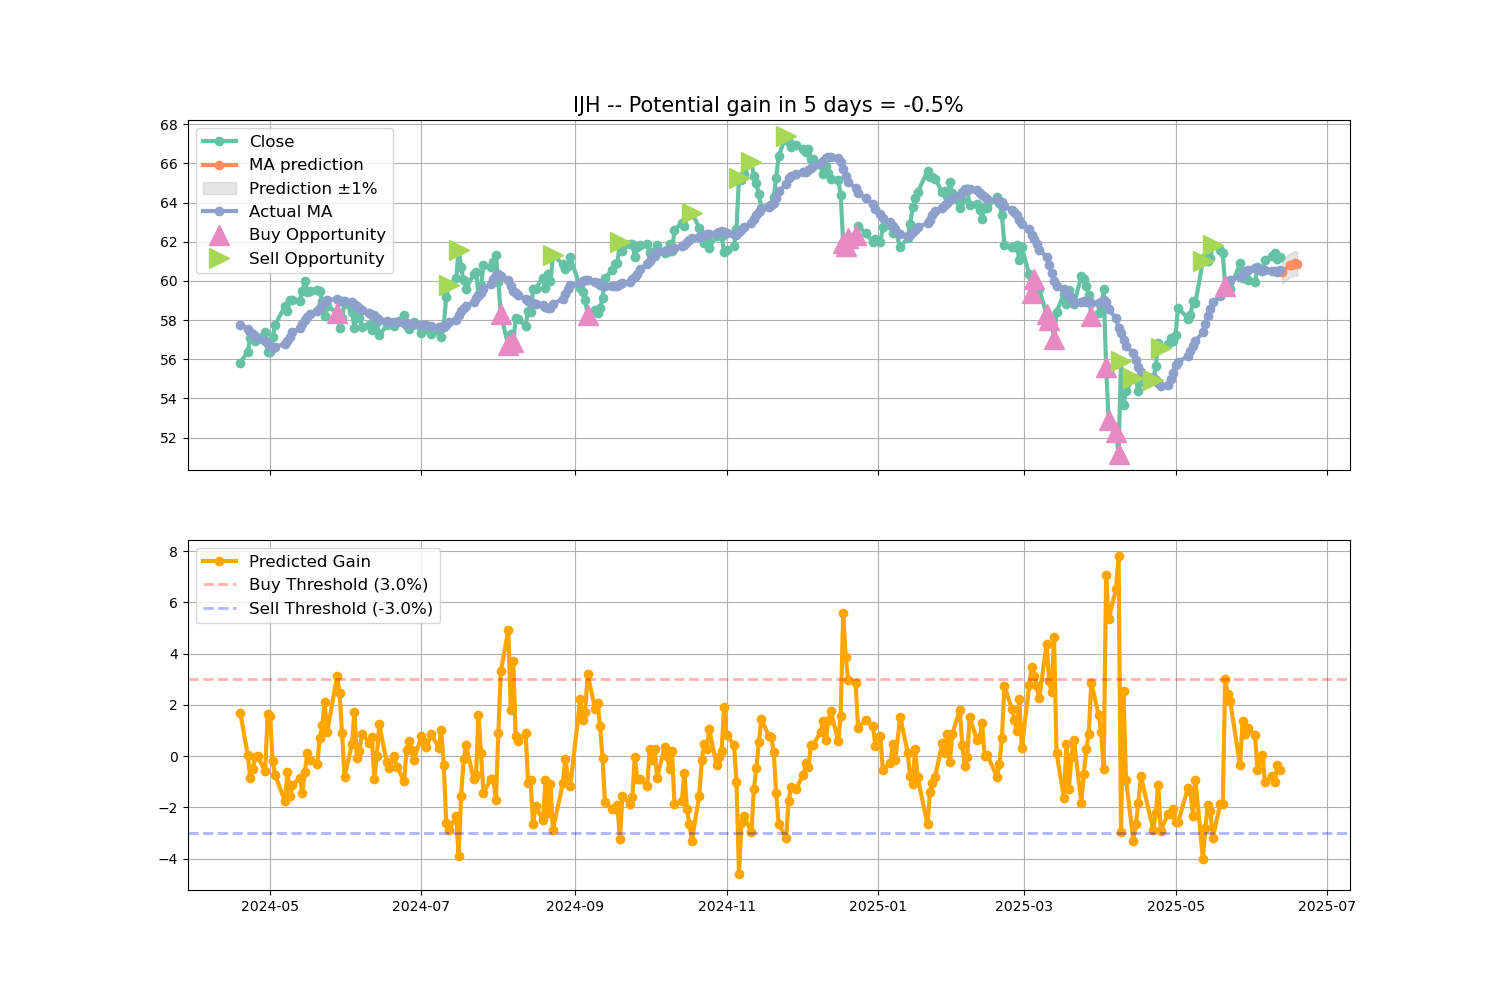 IJH -- Potential gain in 5 days = -0.5%
68
66
64
62
60
58
56
54
52
Close
MA prediction
Prediction ±1%
Actual MA
Buy Opportunity
Sell Opportunity
8
6
4
2
0
−2
−4
Predicted Gain
Buy Threshold (3.0%)
Sell Threshold (-3.0%)
2024-05
2024-07
2024-09
2024-11
2025-01
2025-03
2025-05
2025-07